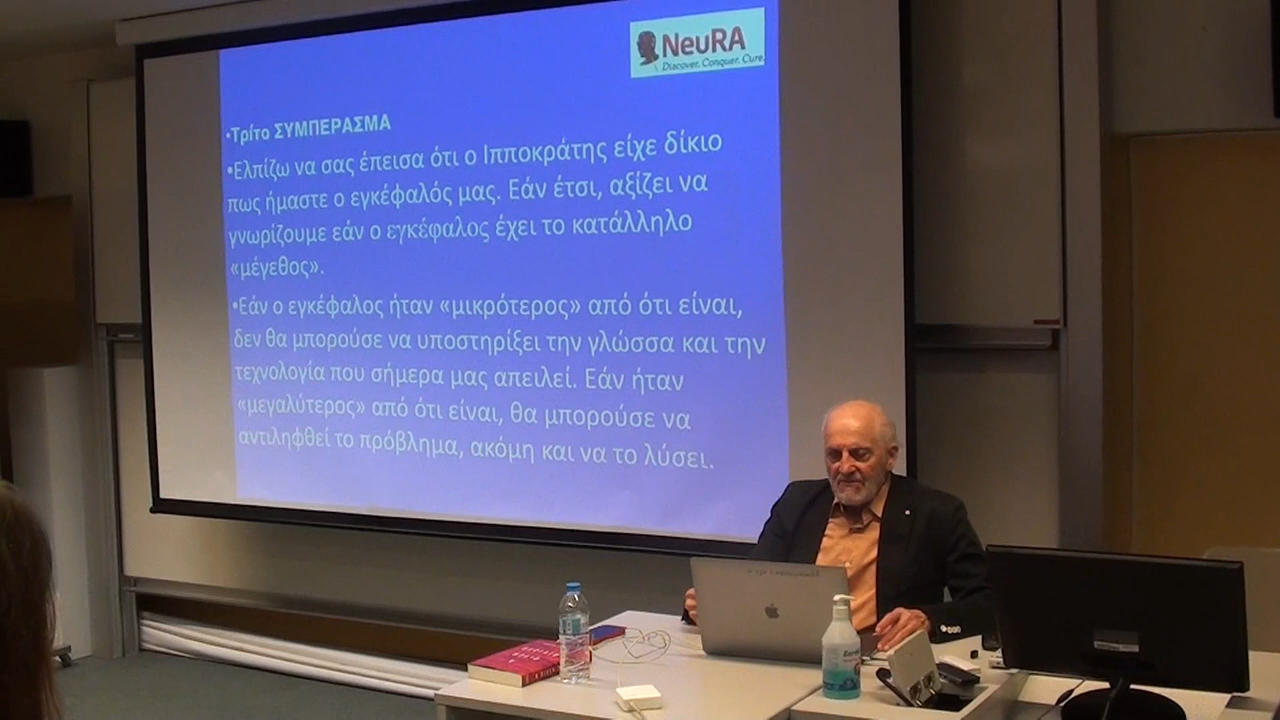 NeuRA
Discover. Conquer. Cure.
•Τρίτο ΣΥΜΠΕΡΑΣΜΑ
•Ελπίζω να σας έπεισα ότι ο Ιπποκράτης είχε δίκιο
πως ήμαστε ο εγκέφαλός μας. Εάν έτσι, αξίζει να
γνωρίζουμε εάν ο εγκέφαλος έχει το κατάλληλο
«μέγεθος».
•Εάν ο εγκέφαλος ήταν «μικρότερος» από ότι είναι,
δεν θα μπορούσε να υποστηρίξει την γλώσσα και την
τεχνολογία που σήμερα μας απειλεί. Εάν ήταν
«μεγαλύτερος» από ότι είναι, θα μπορούσε να
αντιληφθεί το πρόβλημα, ακόμη και να το λύσει.